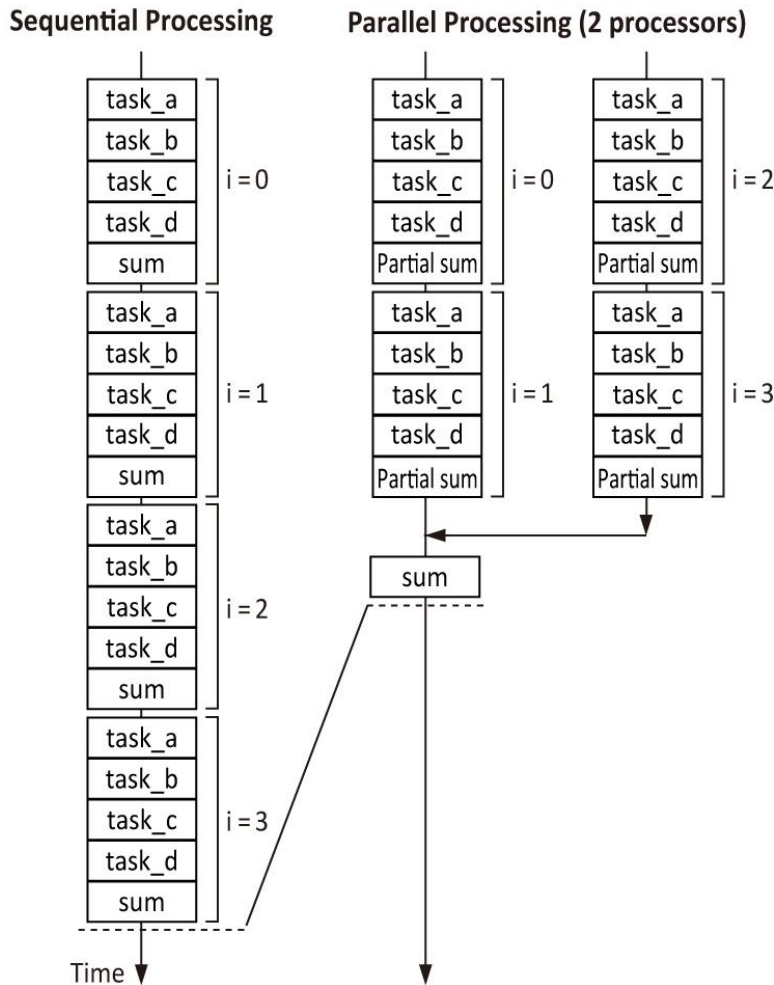 Sequential Processing
task_a
task_b
task_c
task_d
sum
i = 0
task_a
task_b
task_c
task_d
sum
i = 1
task_a
task_b
task_c
task_d
sum
i = 2
task_a
task_b
task_c
task_d
sum
i = 3
Time
Parallel Processing (2 processors)
task_a
task_b
task_c
task_d
Partial sum
i = 0
task_a
task_b
task_c
task_d
Partial sum
i = 1
task_a
task_b
task_c
task_d
Partial sum
i = 2
task_a
task_b
task_c
task_d
Partial sum
i = 3
sum